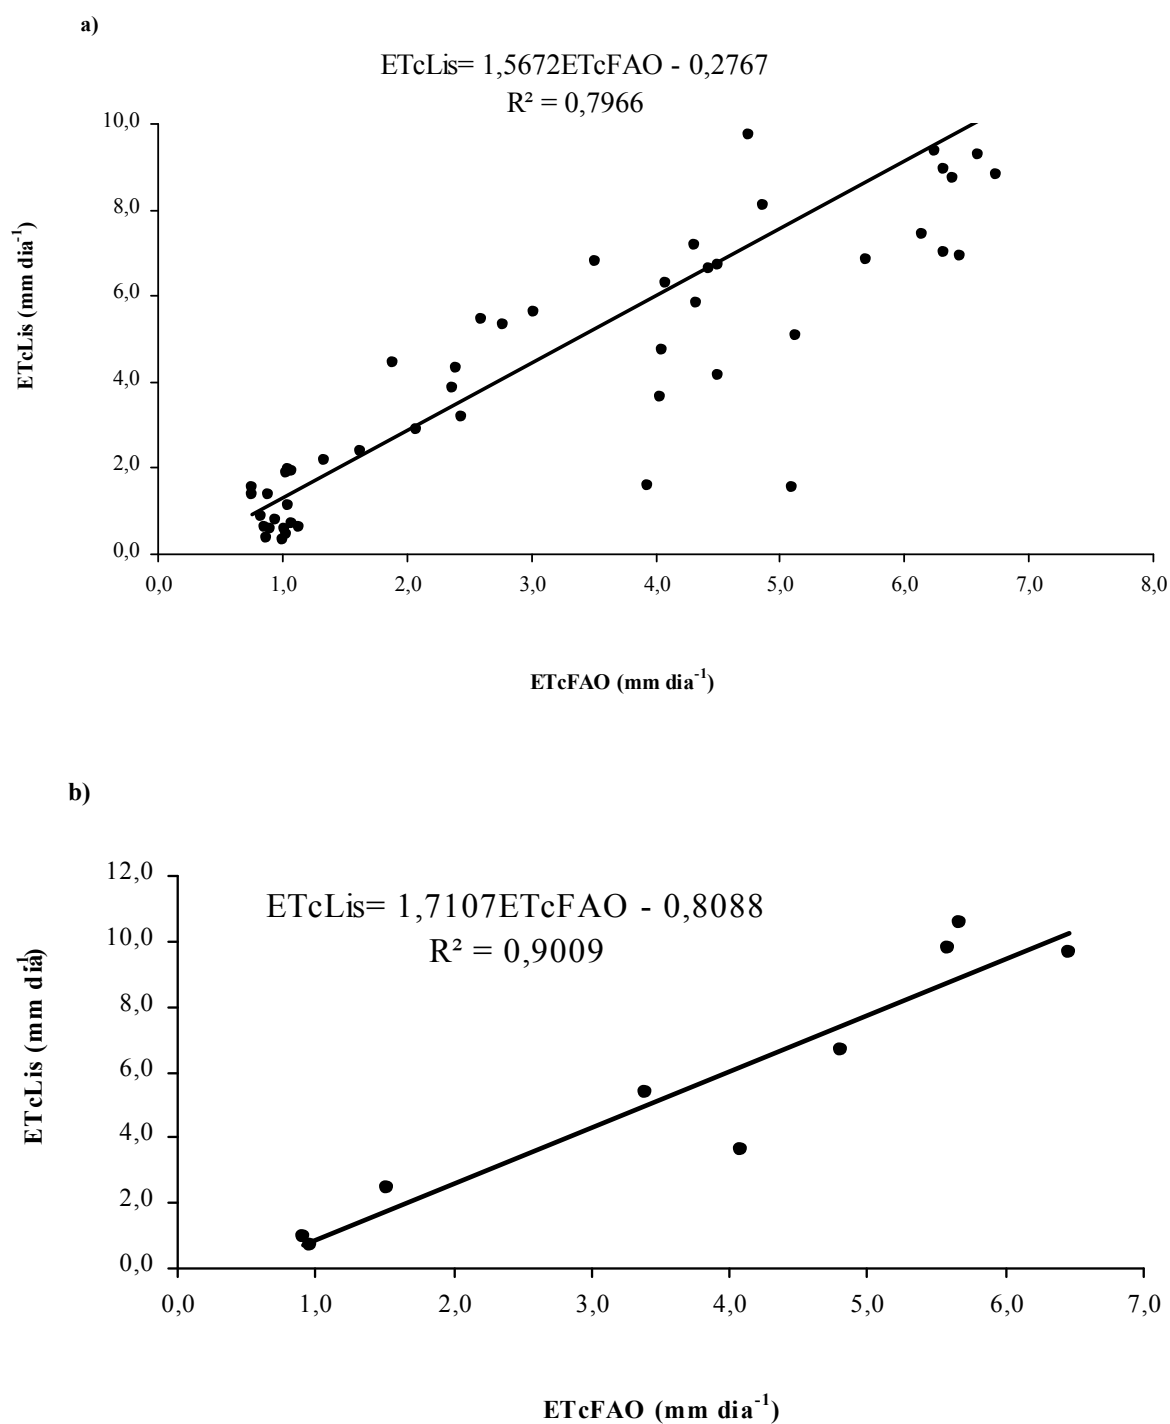 a)
ETcLis= 1,5672ETcFAO - 0,2767
R² = 0,7966
10,0
8,0
6,0
4,0
2,0
0,0
ETcLis (mm dia⁻¹)
0,0 1,0 2,0 3,0 4,0 5,0 6,0 7,0 8,0
ETcFAO (mm dia⁻¹)
b)
ETcLis= 1,7107ETcFAO - 0,8088
R² = 0,9009
12,0
10,0
8,0
6,0
4,0
2,0
0,0
ETcLis (mm dia⁻¹)
0,0 1,0 2,0 3,0 4,0 5,0 6,0 7,0
ETcFAO (mm dia⁻¹)